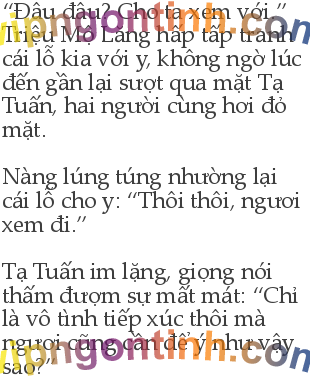 “Đâu đâu? Cho ta xem với.”
Triệu Mộ Lang hấp tấp tranh
cái lỗ kia với y, không ngờ lúc
đến gần lại sượt qua mặt Tạ
Tuấn, hai người cùng hơi đỏ
mặt.
Nàng lúng túng nhường lại
cái lỗ cho y: “Thôi thôi, ngươi
xem đi.”
Tạ Tuấn im lặng, giọng nói
thấm đượm sự mất mát: “Chỉ
là vô tình tiếp xúc thôi mà
ngươi cũng cần để ý như vậy
sao?”
vipngontinh.com
vipngontinh.com